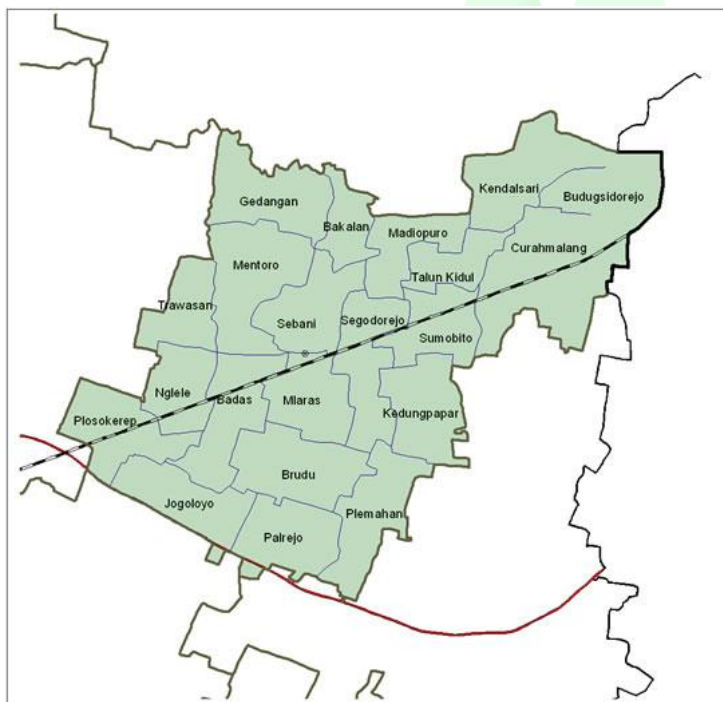 Kendalsari
Budugsidorejo
Gedangan
Bakalan
Madiopuro
Curahmalang
Mentoro
Talun Kidul
Trawasan
Sebani
Segodorejo
Sumobito
Nglele
Badas
Mlaras
Kedungpapar
Plosokerep
Brudu
Jogoloyo
Plemahan
Palrejo